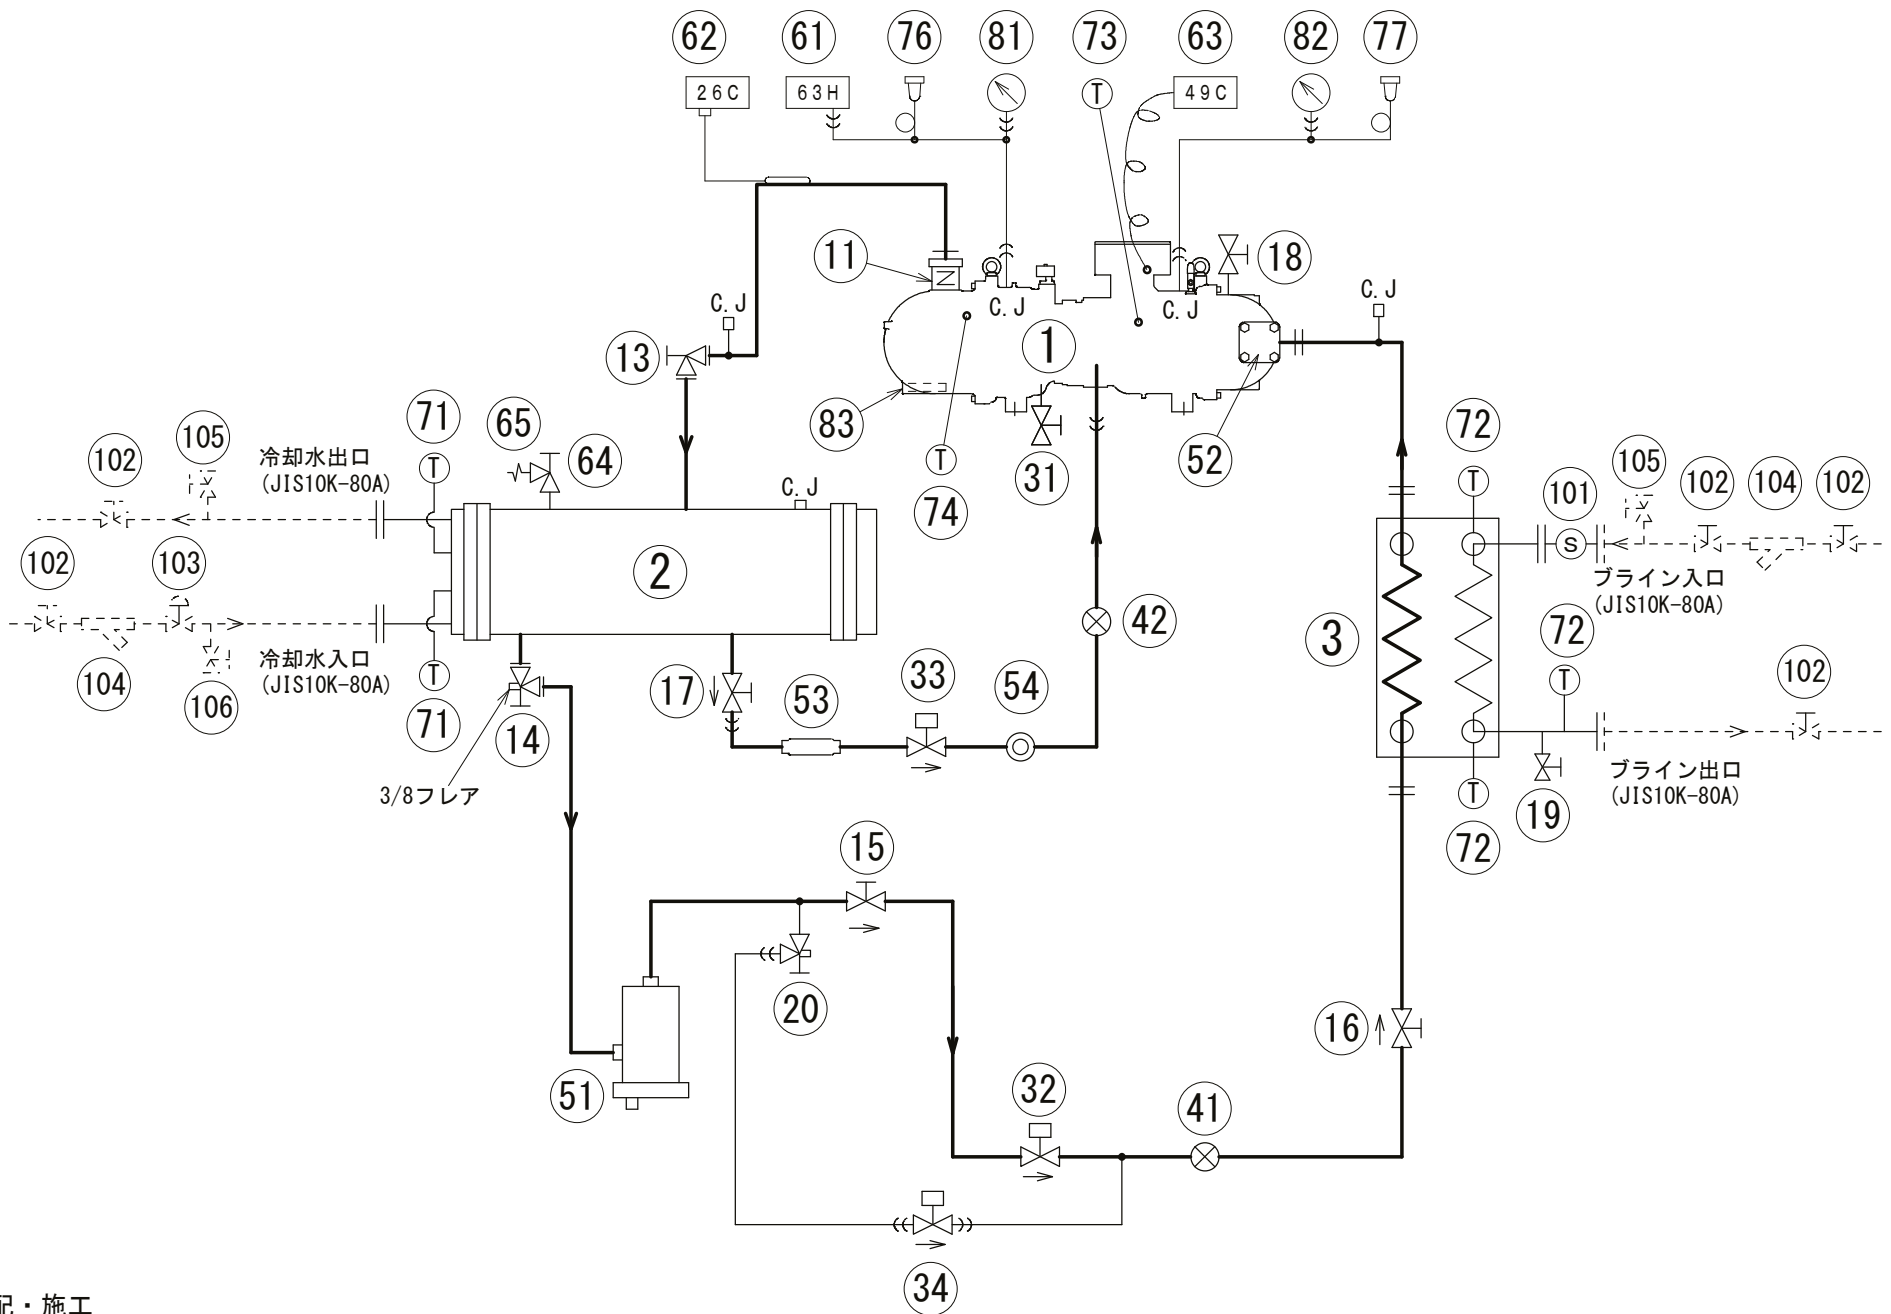 62 61 76 81 73 63 82 77
26C 63H T 49C
11 18
C.J C.J C.J C.J
13 1
83 52
71 65 64 72
102 105 冷却水出口 T T 31 T 105 102 104 102
(JIS10K-80A) C.J 74 101
S
102 103 2 ブライン入口
(JIS10K-80A)
42 3 72
冷却水入口
(JIS10K-80A) T
104 106 T 17 53 33 54 T 102
71 14
ブライン出口
(JIS10K-80A)
3/8フレア T 19
15 72
20 16
51 32 41
34
配・施工